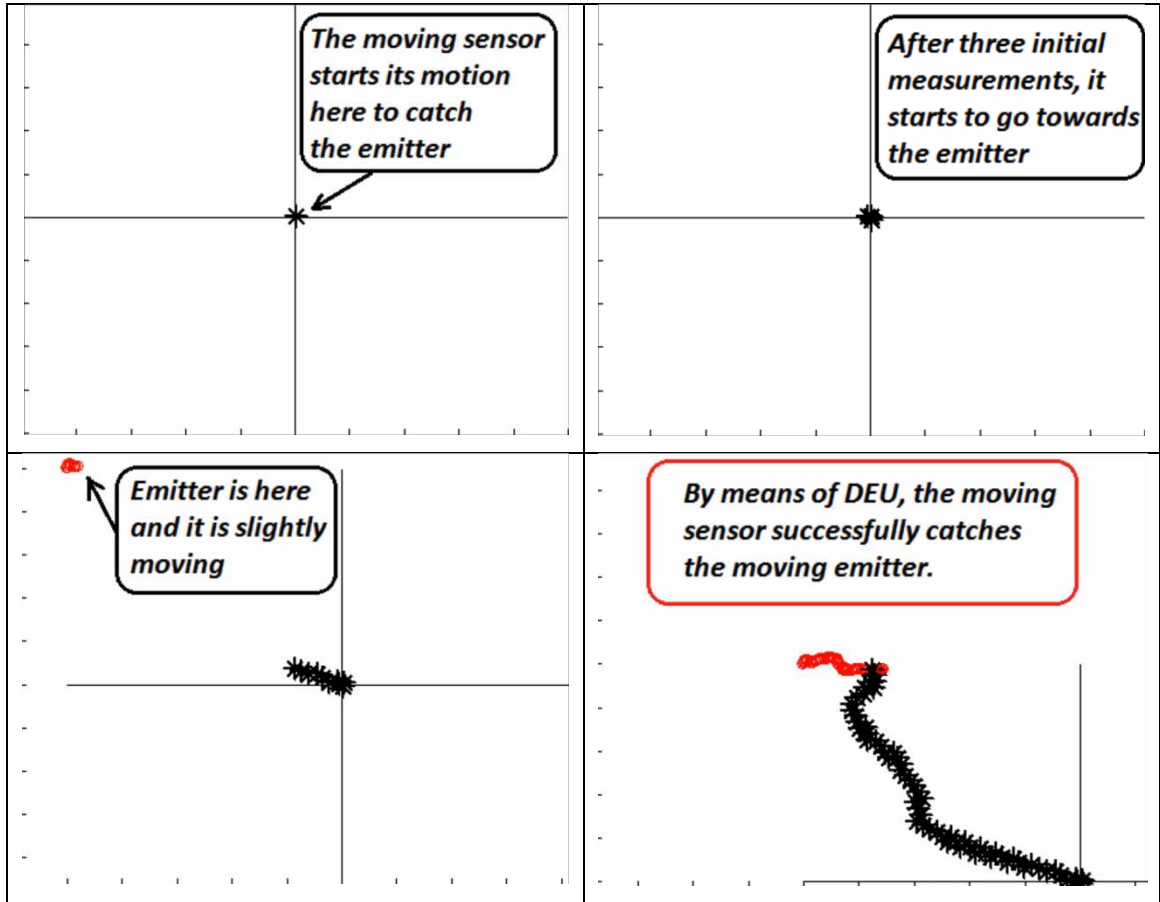 The moving sensor
starts its motion
here to catch
the emitter
After three initial
measurements, it
starts to go towards
the emitter
Emitter is here
and it is slightly
moving
By means of DEU, the moving
sensor successfully catches
the moving emitter.